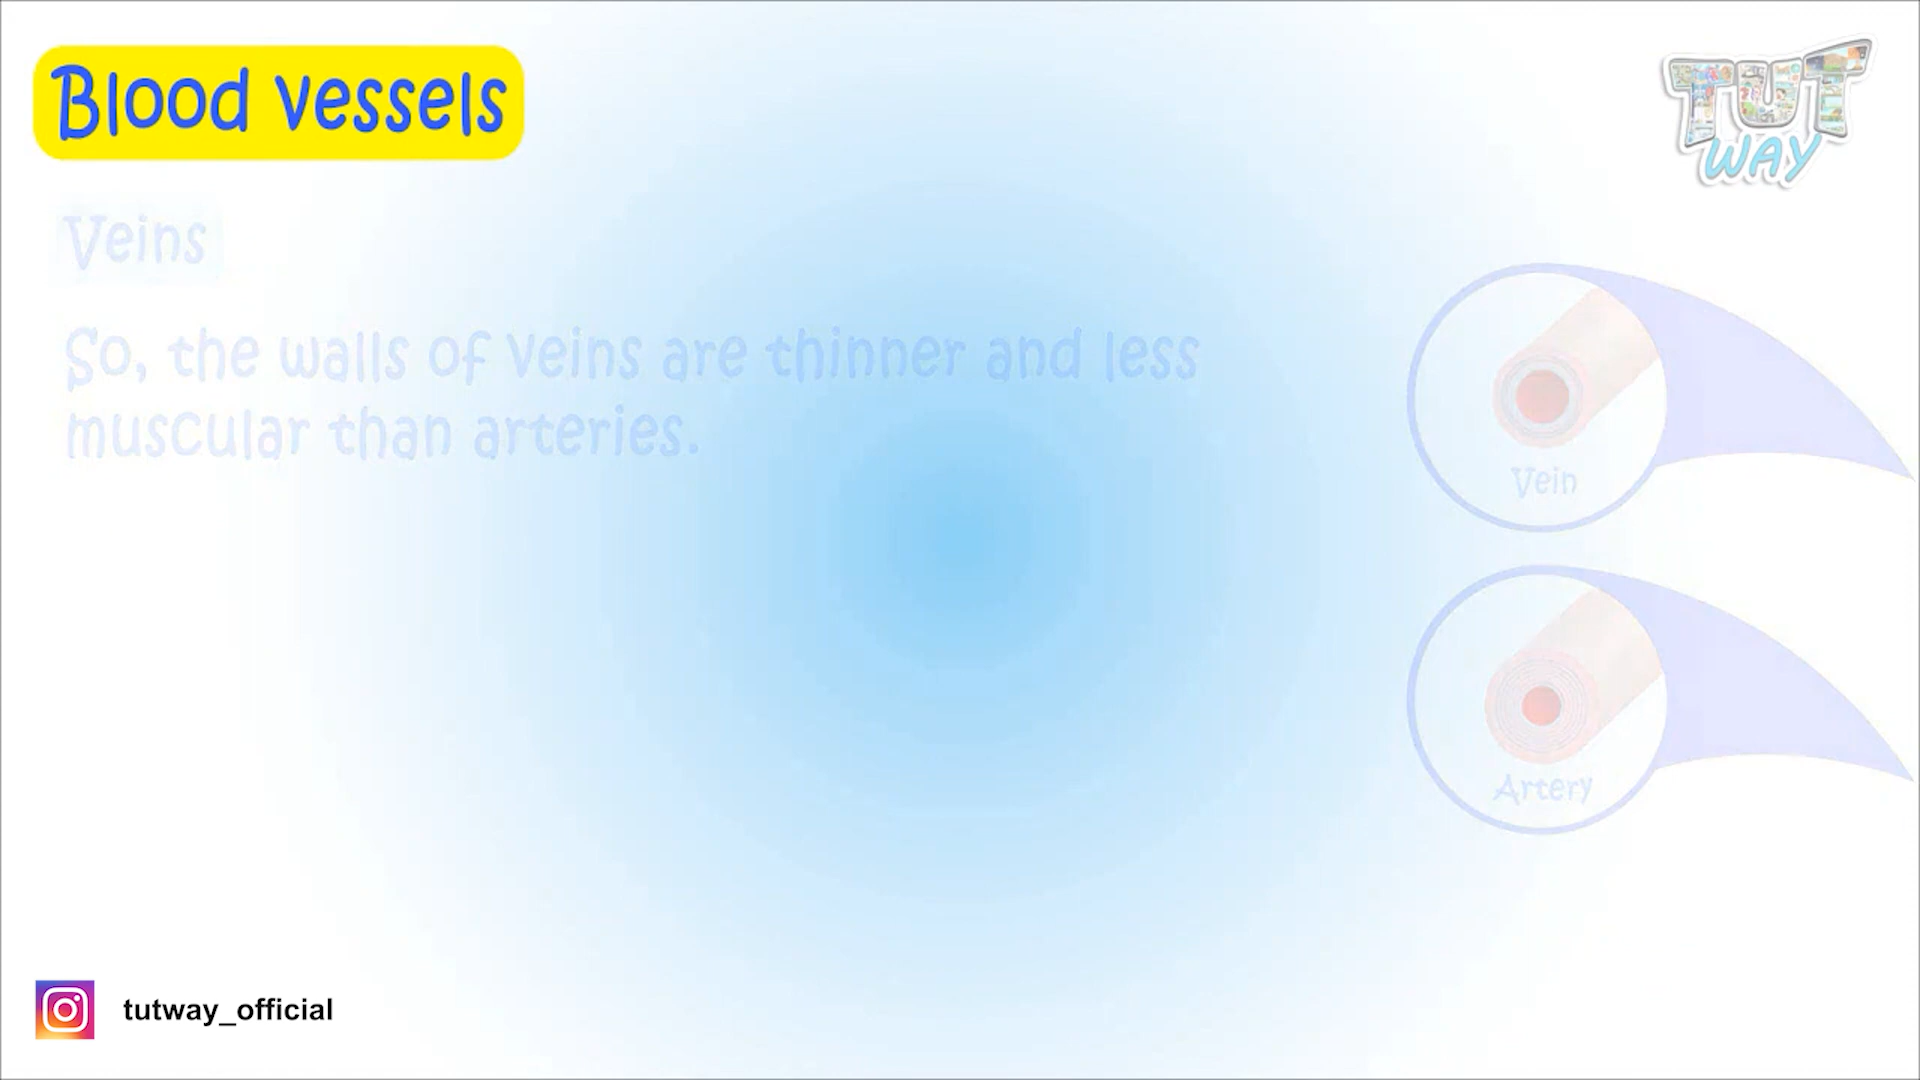 Blood vessels
TUT
WAY
Veins
So, the walls of veins are thinner and less
muscular than arteries.
Vein
Artery
tutway_official